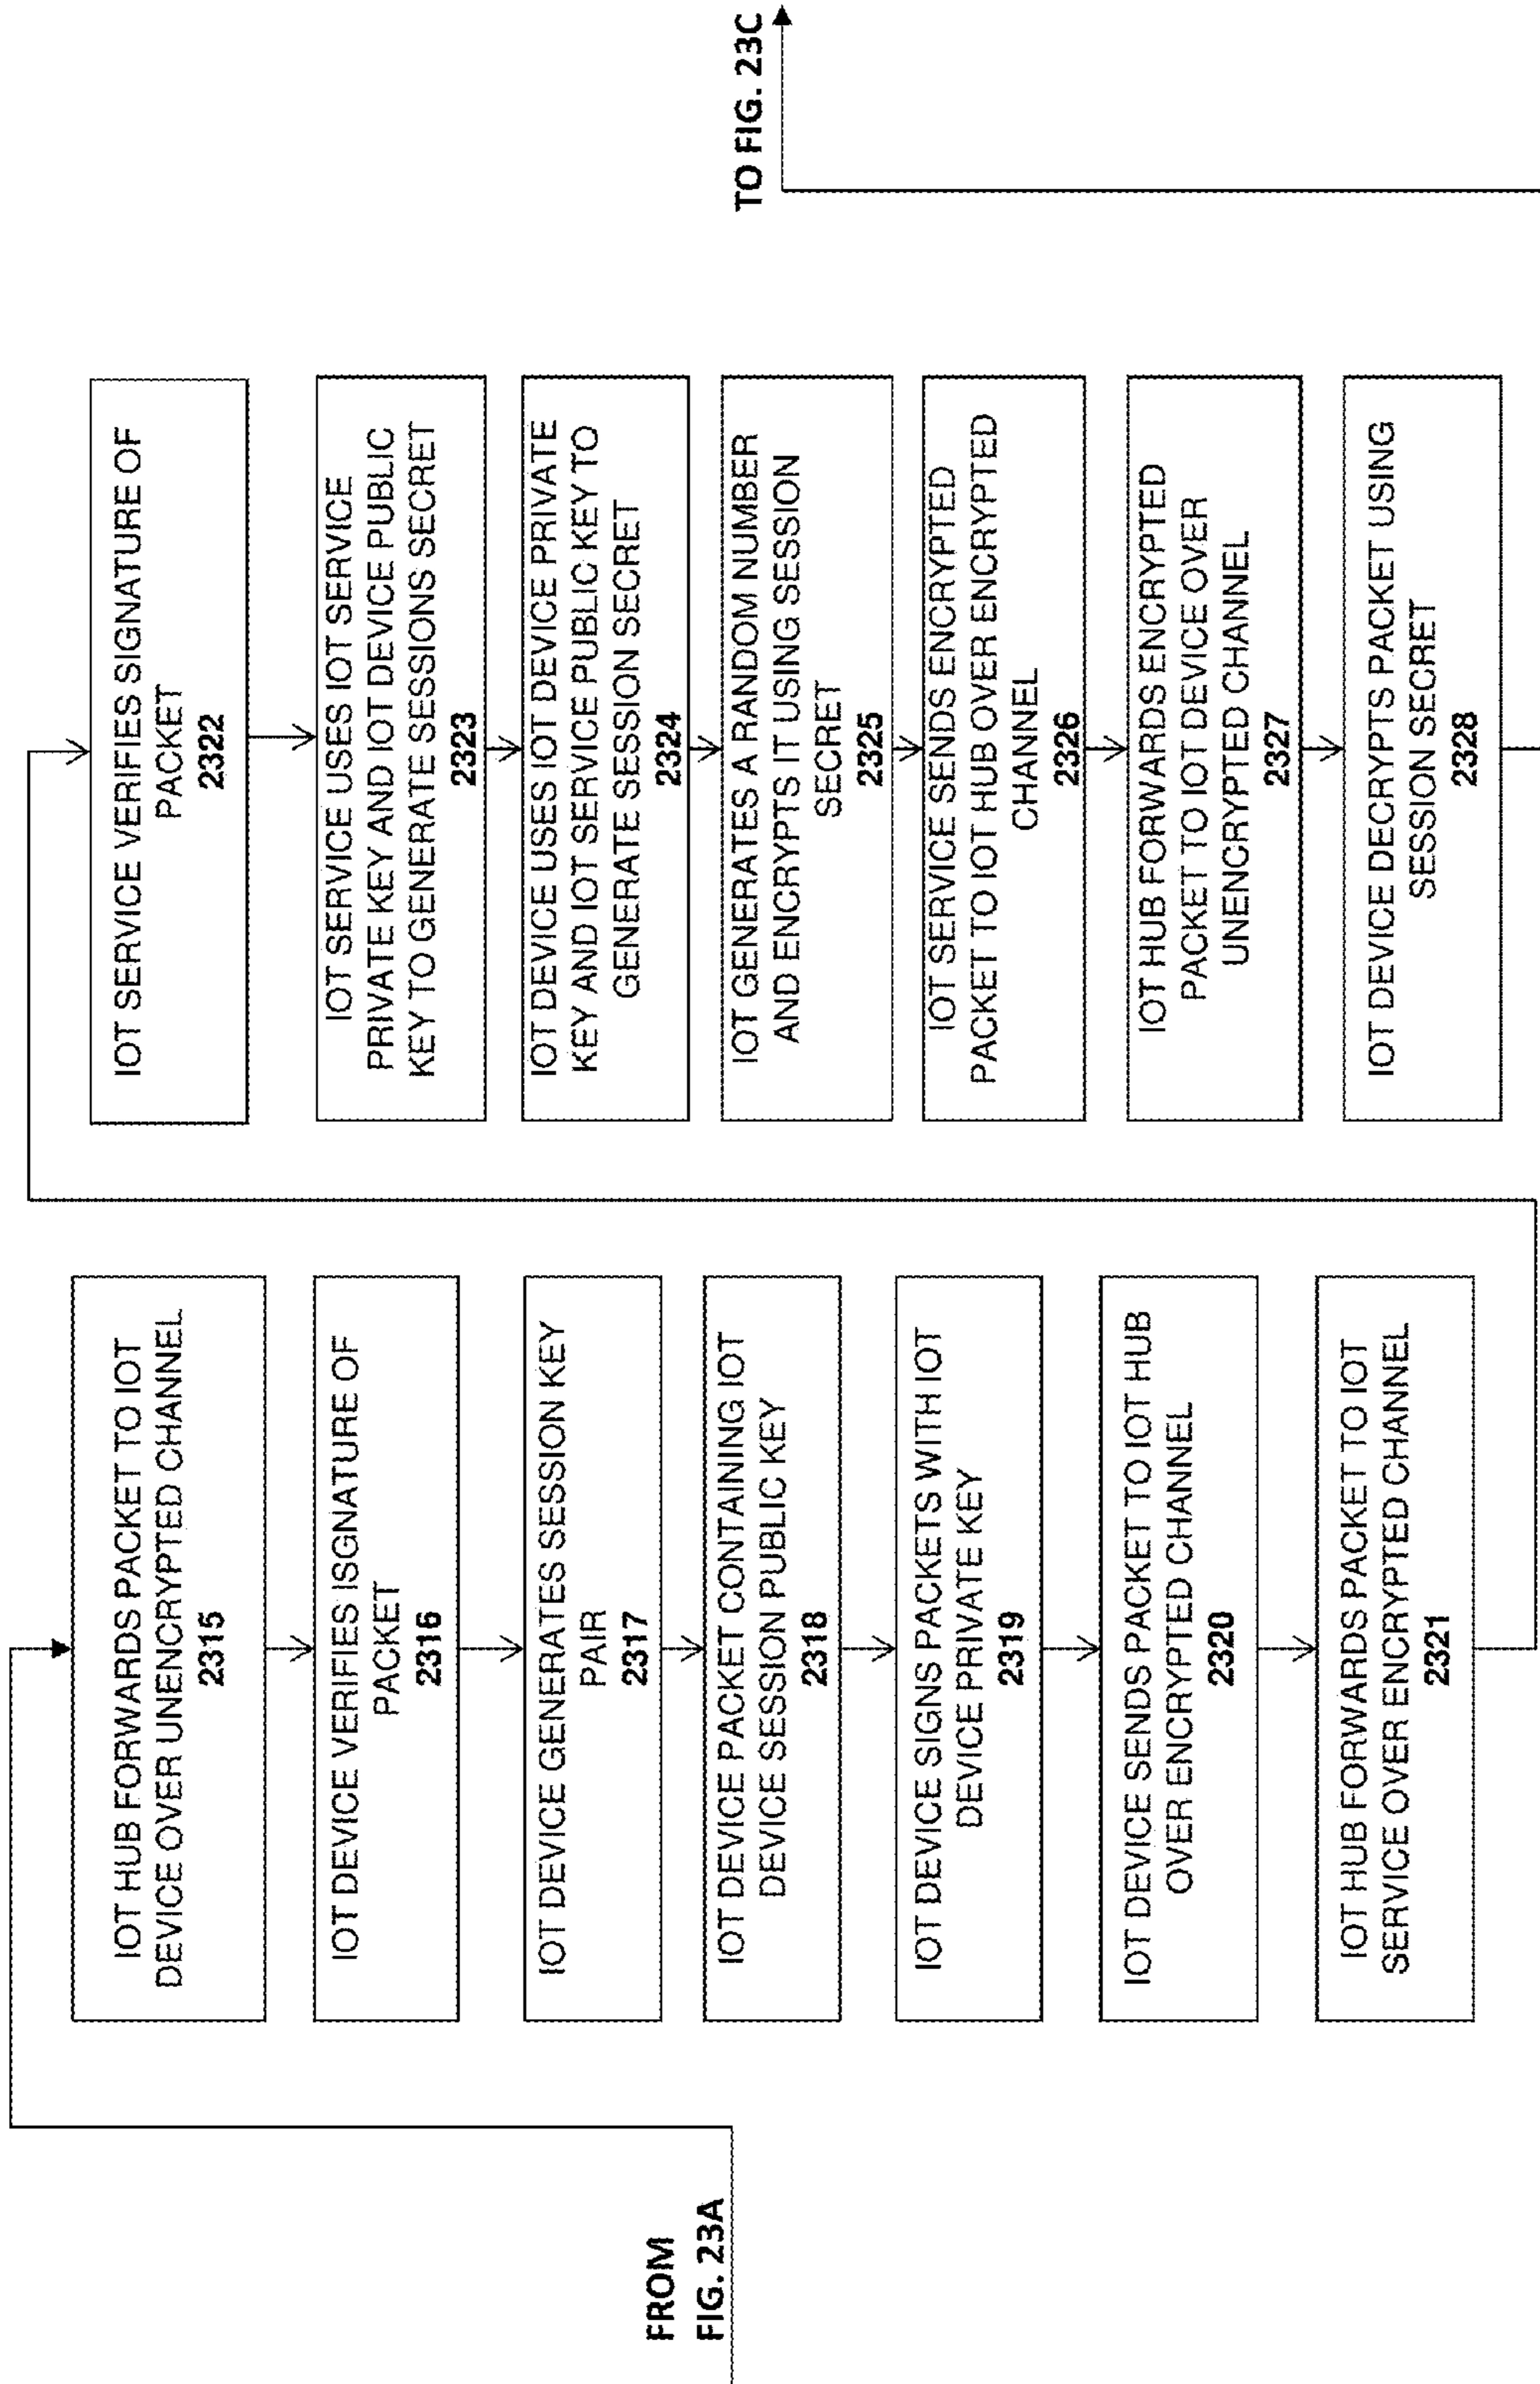 FROM
FIG. 23A
IOT HUB FORWARDS PACKET TO IOT
DEVICE OVER UNENCRYPTED CHANNEL
2315
IOT DEVICE VERIFIES ISGNATURE OF
PACKET
2316
IOT DEVICE GENERATES SESSION KEY
PAIR
2317
IOT DEVICE PACKET CONTAINING IOT
DEVICE SESSION PUBLIC KEY
2318
IOT DEVICE SIGNS PACKETS WITH IOT
DEVICE PRIVATE KEY
2319
IOT DEVICE SENDS PACKET TO IOT HUB
OVER ENCRYPTED CHANNEL
2320
IOT HUB FORWARDS PACKET TO IOT
SERVICE OVER ENCRYPTED CHANNEL
2321
IOT SERVICE VERIFIES SIGNATURE OF
PACKET
2322
IOT SERVICE USES IOT SERVICE
PRIVATE KEY AND IOT DEVICE PUBLIC
KEY TO GENERATE SESSIONS SECRET
2323
IOT DEVICE USES IOT DEVICE PRIVATE
KEY AND IOT SERVICE PUBLIC KEY TO
GENERATE SESSION SECRET
2324
IOT GENERATES A RANDOM NUMBER
AND ENCRYPTS IT USING SESSION
SECRET
2325
IOT SERVICE SENDS ENCRYPTED
PACKET TO IOT HUB OVER ENCRYPTED
CHANNEL
2326
IOT HUB FORWARDS ENCRYPTED
PACKET TO IOT DEVICE OVER
UNENCRYPTED CHANNEL
2327
IOT DEVICE DECRYPTS PACKET USING
SESSION SECRET
2328
TO FIG. 23C